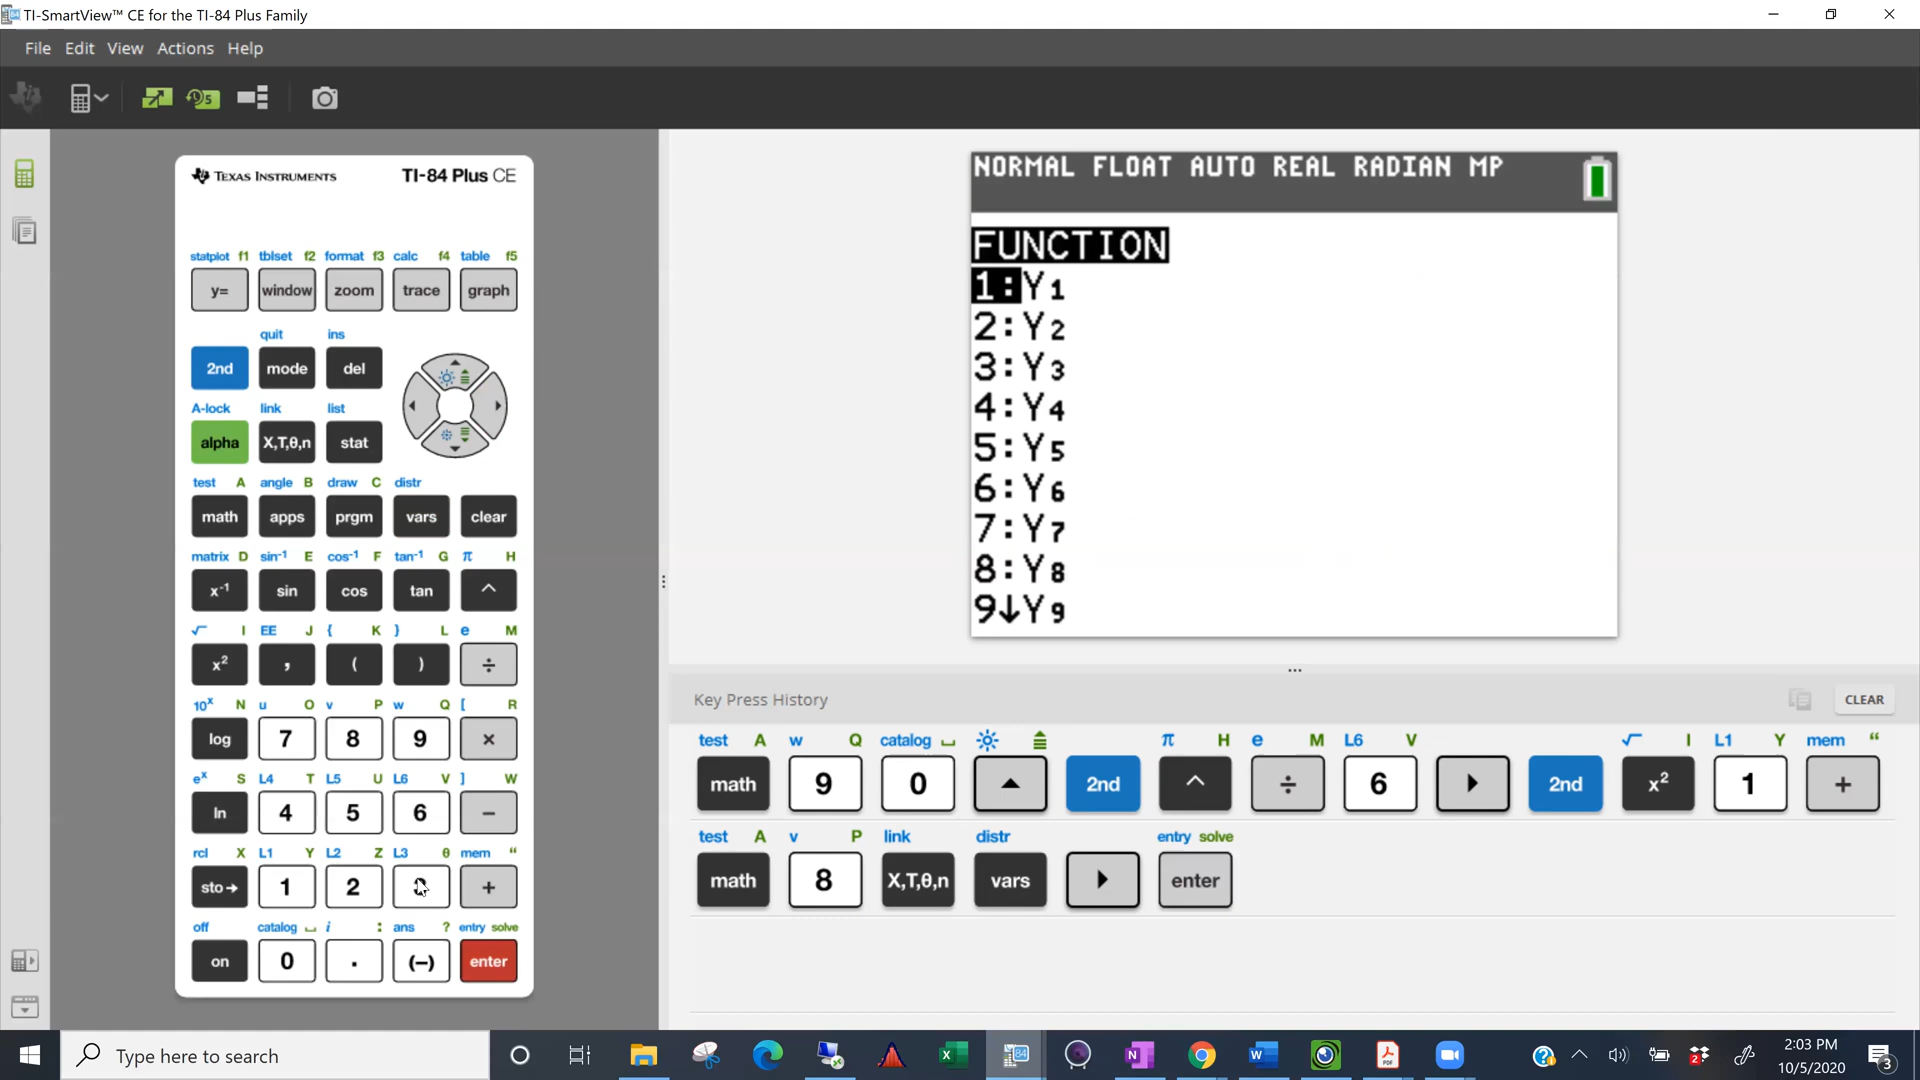 TI-SmartView™ CE for the TI-84 Plus Family
File Edit View Actions Help
TEXAS INSTRUMENTS TI-84 Plus CE
statplot f1 tblset f2 format f3 calc f4 table f5
y= window zoom trace graph
quit ins
2nd mode del
A-lock link list
alpha X,T,θ,n stat
test A angle B draw C distr
math apps prgm vars clear
matrix D sin⁻¹ E cos⁻¹ F tan⁻¹ G π H
x⁻¹ sin cos tan ^
√ I EE J { K } L e M
x² , ( ) ÷
10ˣ N u O v P w Q [ R
log 7 8 9 ×
eˣ S L4 T L5 U L6 V ] W
ln 4 5 6 −
rcl X L1 Y L2 Z L3 θ mem “
sto→ 1 2 +
off catalog ⎵ i : ans ? entry solve
on 0 . (−) enter
NORMAL FLOAT AUTO REAL RADIAN MP
FUNCTION
1:Y₁
2:Y₂
3:Y₃
4:Y₄
5:Y₅
6:Y₆
7:Y₇
8:Y₈
9↓Y₉
Key Press History CLEAR
test A w Q catalog ⎵ π H e M L6 V √ I L1 Y mem “
math 9 0 2nd ^ ÷ 6 2nd x² 1 +
test A v P link distr entry solve
math 8 X,T,θ,n vars enter
Type here to search
2:03 PM
10/5/2020
3